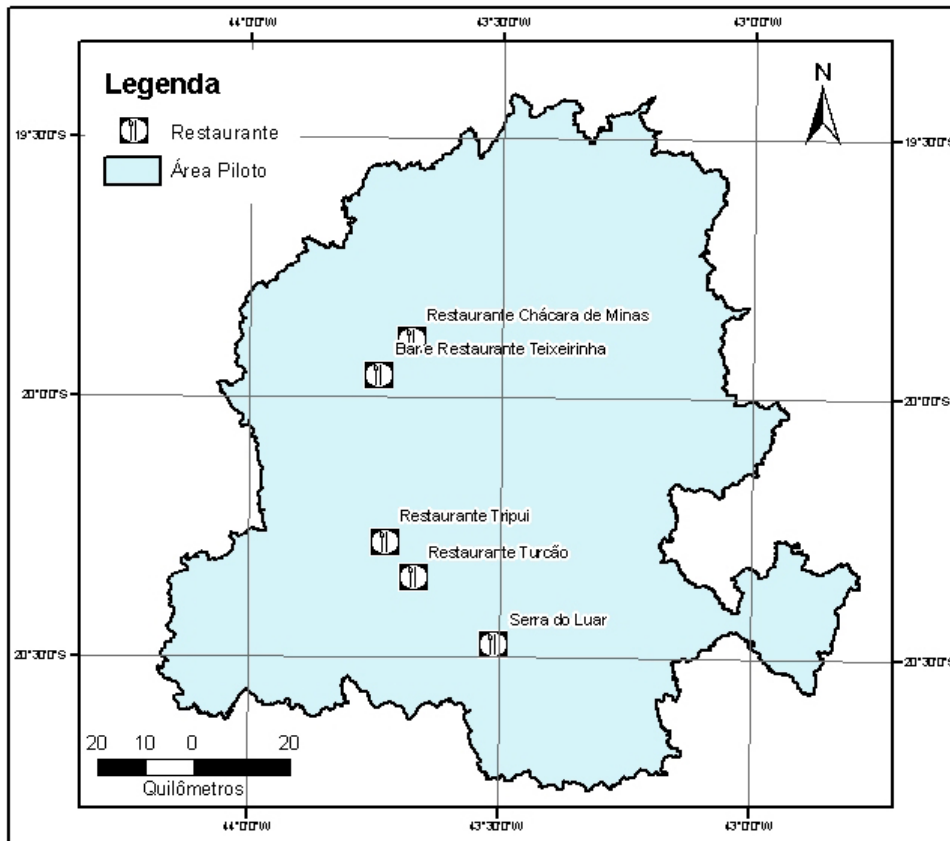 44°0'0"W 43°30'0"W 43°0'0"W
Legenda
Restaurante
Área Piloto
N
19°30'0"S 19°30'0"S
Restaurante Chácara de Minas
Bar e Restaurante Teixeirinha
20°0'0"S 20°0'0"S
Restaurante Tripui
Restaurante Turcão
Serra do Luar
20°30'0"S 20°30'0"S
20 10 0 20
Quilômetros
44°0'0"W 43°30'0"W 43°0'0"W